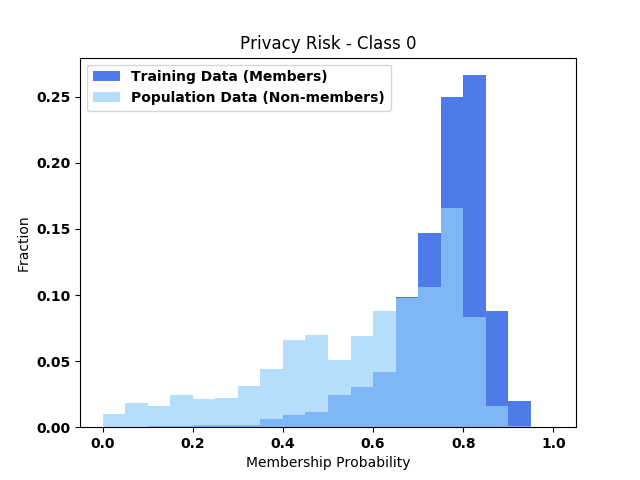 Privacy Risk - Class 0
Training Data (Members)
Population Data (Non-members)
0.25
0.20
0.15
0.10
0.05
0.00
Fraction
0.0 0.2 0.4 0.6 0.8 1.0
Membership Probability